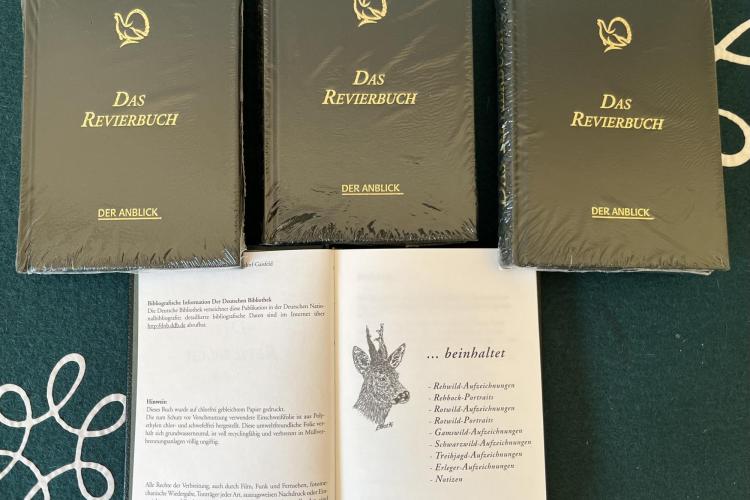 DAS
REVIERBUCH
DER ANBLICK
DAS
REVIERBUCH
DER ANBLICK
DAS
REVIERBUCH
DER ANBLICK
Bibliografische Information Der Deutschen Bibliothek
Die Deutsche Bibliothek verzeichnet diese Publikation in der Deutschen Natio-
nalbibliografie; detaillierte bibliografische Daten sind im Internet über
http://dnb.ddb.de abrufbar.
Hinweis:
Dieses Buch wurde auf chlorfrei gebleichtem Papier gedruckt.
Die zum Schutz vor Verschmutzung verwendete Einschweißfolie ist aus Poly-
ethylen chlor- und schwefelfrei hergestellt. Diese umweltfreundliche Folie ver-
hält sich grundwasserneutral, ist voll recyclingfähig und verbrennt in Müllver-
brennungsanlagen völlig ungiftig.
Alle Rechte der Verbreitung, auch durch Film, Funk und Fernsehen, fotome-
chanische Wiedergabe, Tonträger jeder Art, auszugsweisen Nachdruck oder Ein-
... beinhaltet
- Rehwild-Aufzeichnungen
- Rehbock-Portraits
- Rotwild-Aufzeichnungen
- Rotwild-Portraits
- Gamswild-Aufzeichnungen
- Schwarzwild-Aufzeichnungen
- Treibjagd-Aufzeichnungen
- Erleger-Aufzeichnungen
- Notizen